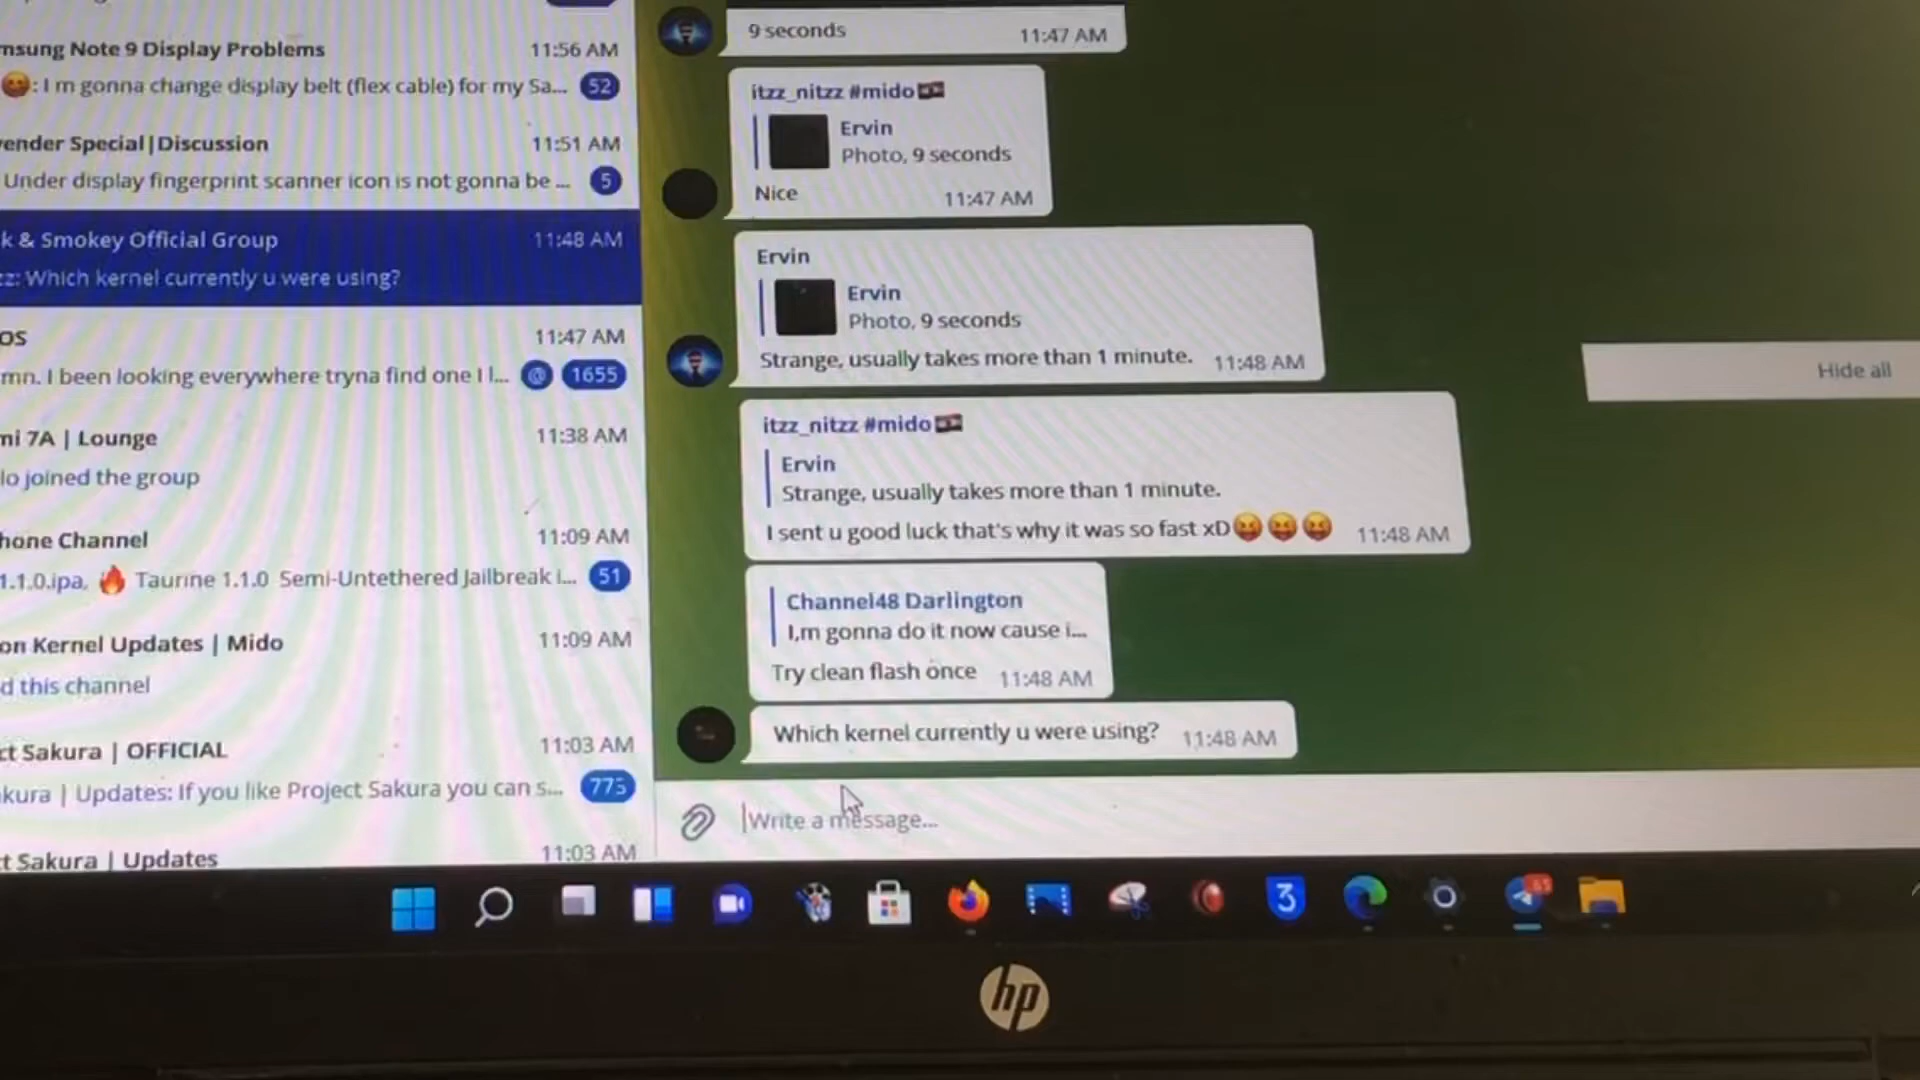 nsung Note 9 Display Problems 11:56 AM
: I m gonna change display belt (flex cable) for my Sa... 52
ender Special|Discussion 11:51 AM
Under display fingerprint scanner icon is not gonna be ... 5
k & Smokey Official Group 11:48 AM
zz: Which kernel currently u were using?
OS 11:47 AM
mn. I been looking everywhere tryna find one I l... @ 1655
mi 7A | Lounge 11:38 AM
lo joined the group
hone Channel 11:09 AM
1.1.0.ipa, 🔥 Taurine 1.1.0 Semi-Untethered Jailbreak i... 51
on Kernel Updates | Mido 11:09 AM
d this channel
ct Sakura | OFFICIAL 11:03 AM
kura | Updates: If you like Project Sakura you can s... 775
t Sakura | Updates 11:03 AM
9 seconds 11:47 AM
itzz_nitzz #mido
Ervin
Photo, 9 seconds
Nice 11:47 AM
Ervin
Ervin
Photo, 9 seconds
Strange, usually takes more than 1 minute. 11:48 AM
itzz_nitzz #mido
Ervin
Strange, usually takes more than 1 minute.
I sent u good luck that's why it was so fast xD😝😝😝 11:48 AM
Channel48 Darlington
I,m gonna do it now cause i...
Try clean flash once 11:48 AM
Which kernel currently u were using? 11:48 AM
Write a message...
Hide all
3
hp